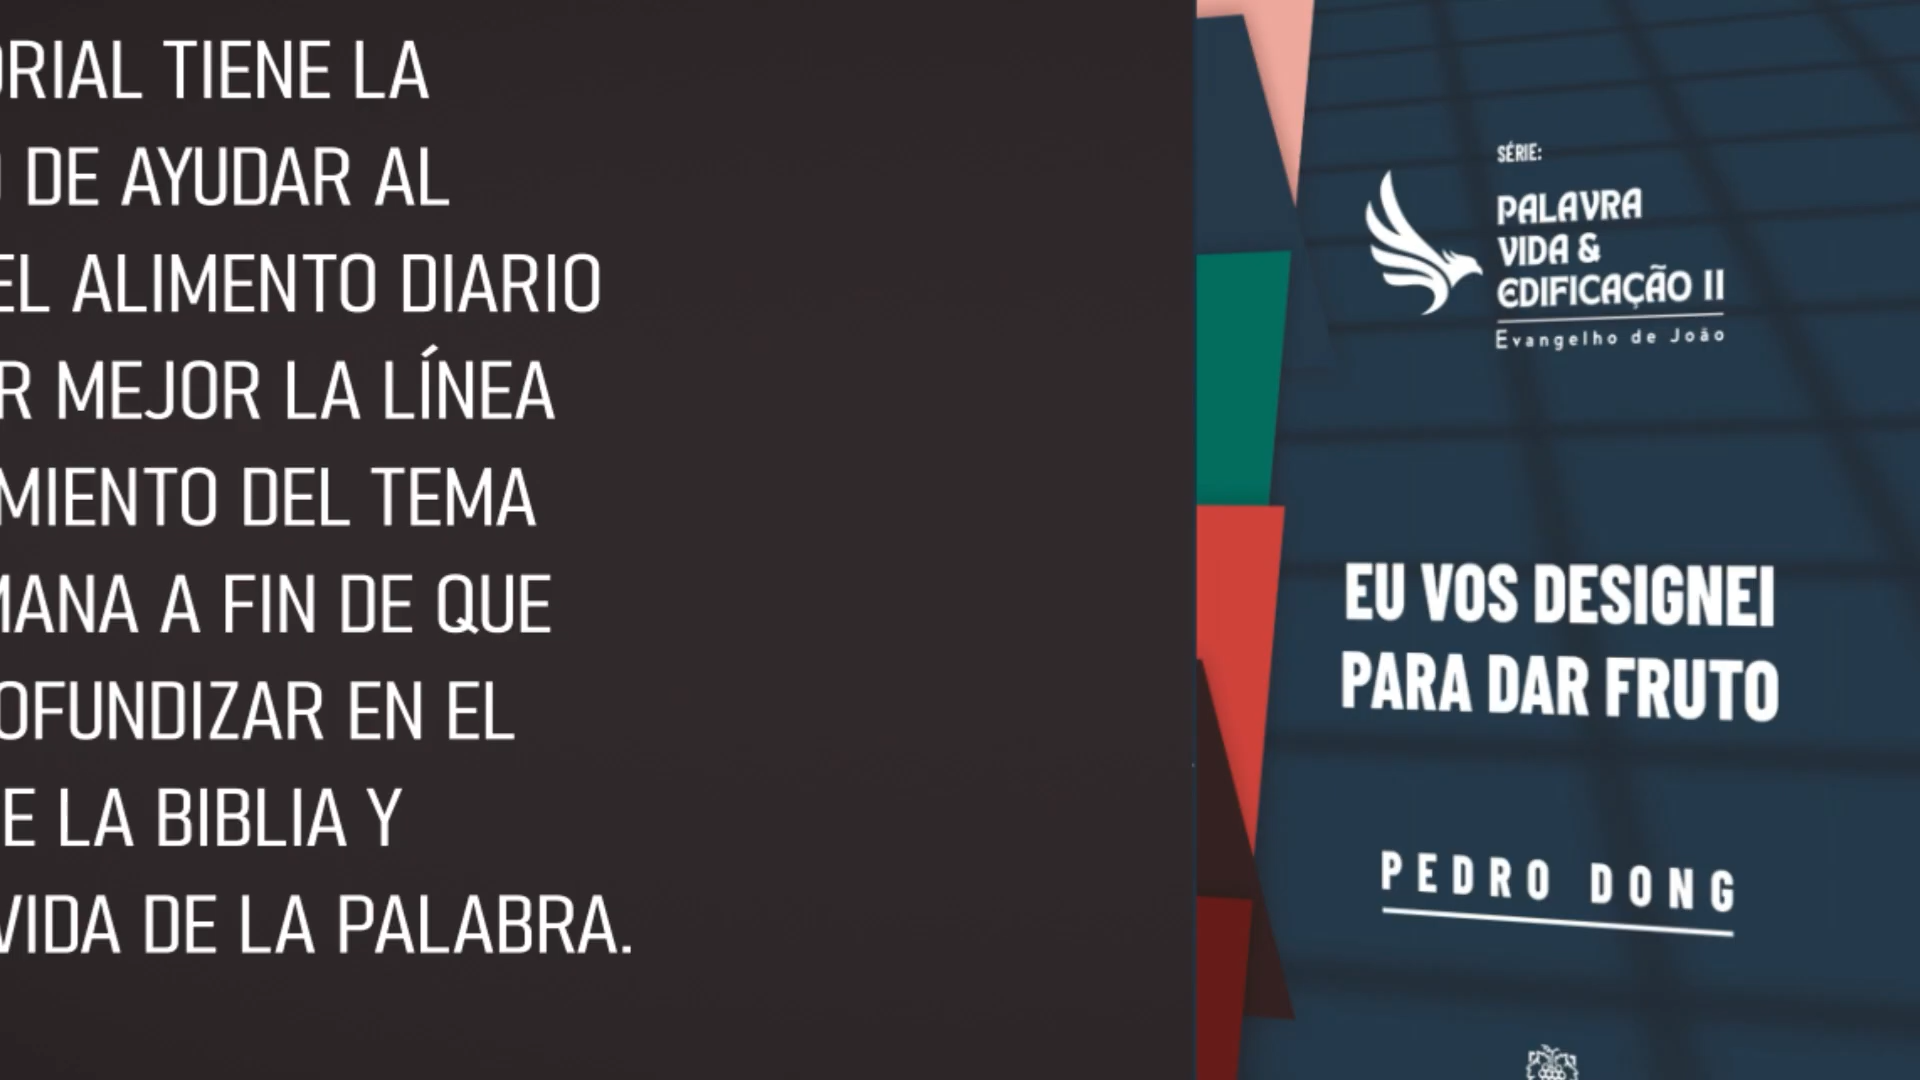 ORIAL TIENE LA
DE AYUDAR AL
EL ALIMENTO DIARIO
R MEJOR LA LÍNEA
MIENTO DEL TEMA
MANA A FIN DE QUE
OFUNDIZAR EN EL
E LA BIBLIA Y
VIDA DE LA PALABRA.
SÉRIE:
PALAVRA
VIDA &
EDIFICAÇÃO II
Evangelho de João
EU VOS DESIGNEI
PARA DAR FRUTO
PEDRO DONG